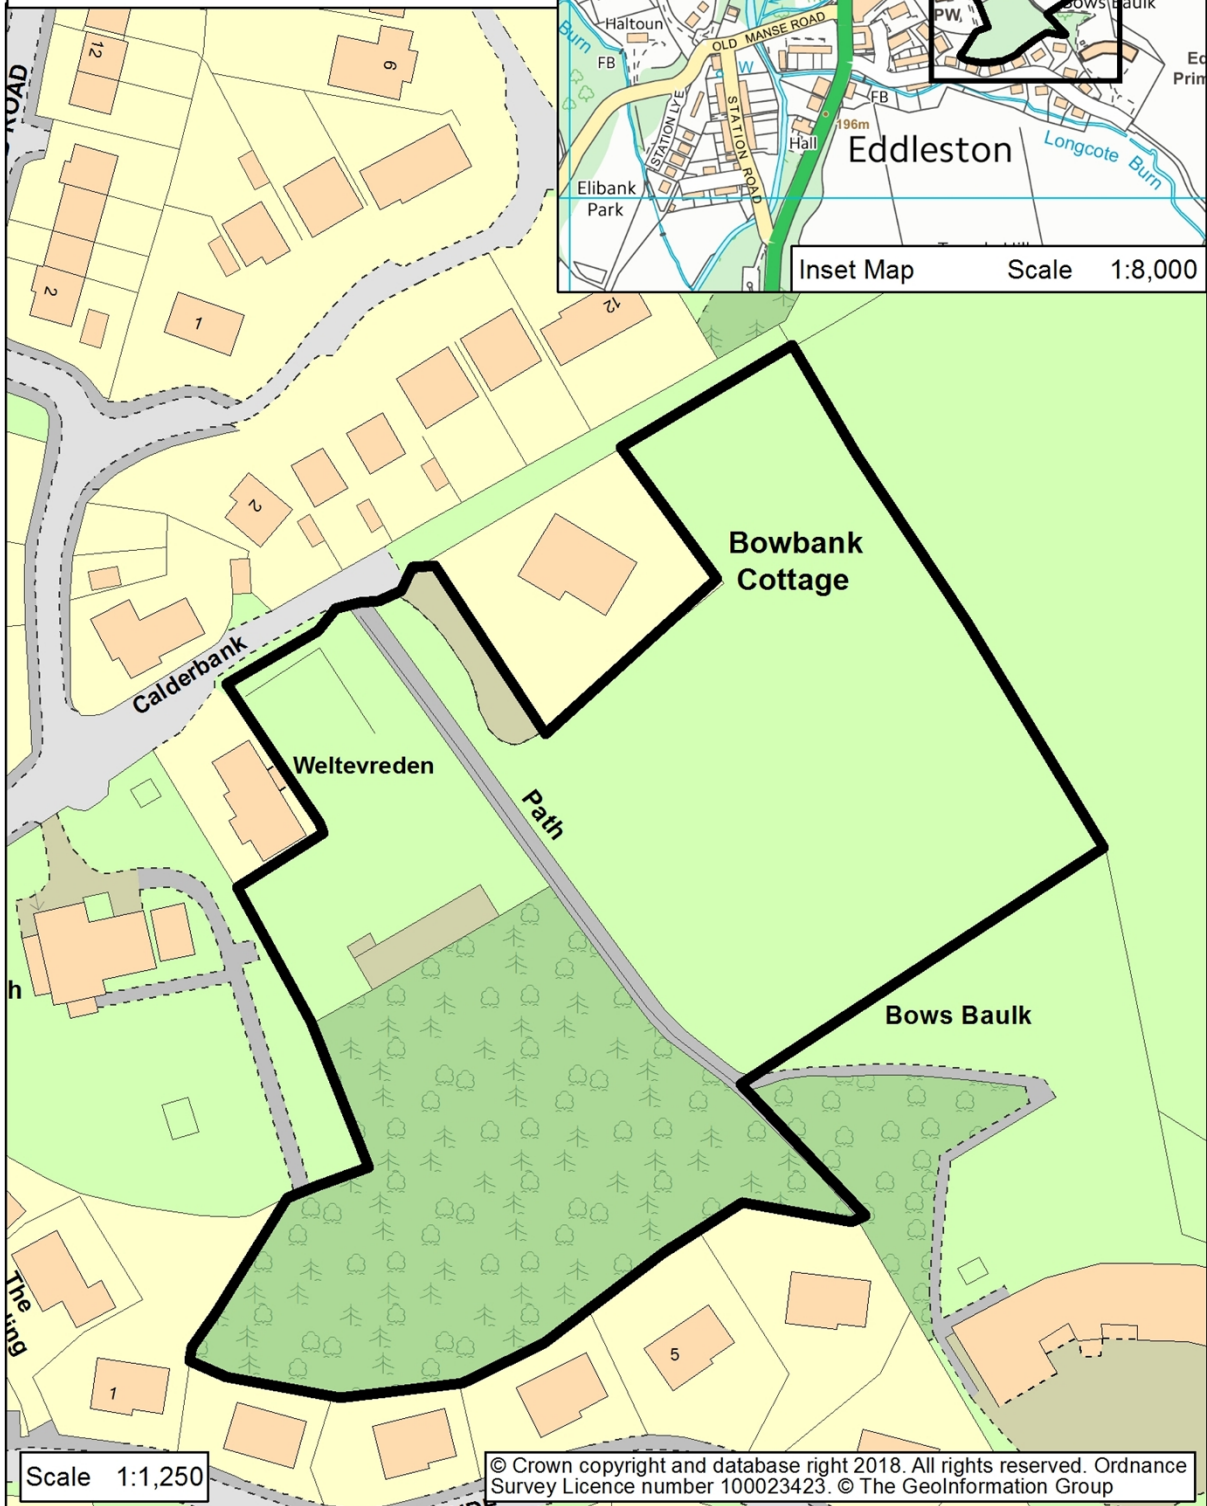 Haltoun
Burn
FB
OLD MANSE ROAD
PW
Bows Baulk
W
STATION LYE
STATION ROAD
Hall
196m
FB
Eddleston
Longcote Burn
Elibank
Park
Inset Map Scale 1:8,000
ROAD
12
6
2
1
12
2
Bowbank
Cottage
Calderbank
Weltevreden
Path
Bows Baulk
h
The
1
5
Scale 1:1,250
© Crown copyright and database right 2018. All rights reserved. Ordnance
Survey Licence number 100023423. © The GeoInformation Group